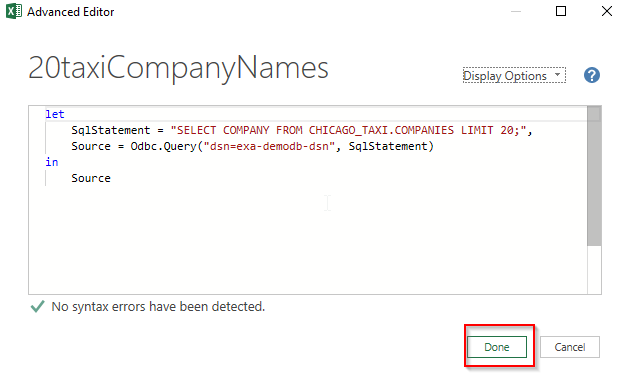 Advanced Editor
20taxiCompanyNames
Display Options
?
let
    SqlStatement = "SELECT COMPANY FROM CHICAGO_TAXI.COMPANIES LIMIT 20;",
    Source = Odbc.Query("dsn=exa-demodb-dsn", SqlStatement)
in
    Source
No syntax errors have been detected.
Done
Cancel